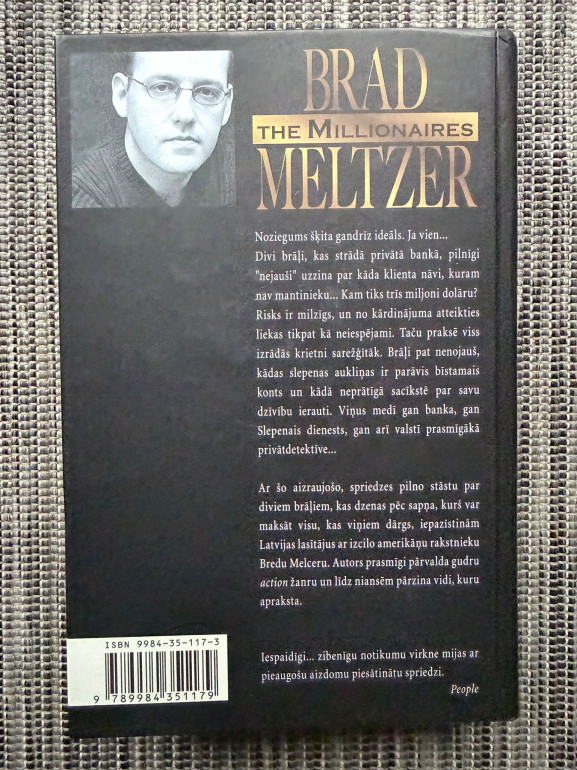 BRAD
THE MILLIONAIRES
MELTZER
Noziegums šķita gandrīz ideāls. Ja vien...
Divi brāļi, kas strādā privātā bankā, piļnīgi
"nejauši" uzzina par kāda klienta nāvi, kuram
nav mantinieku... Kam tiks trīs miljoni dolāru?
Risks ir milzīgs, un no kārdinājuma atteikties
liekas tikpat kā neiespējami. Taču praksē viss
izrādās krietni sarežģītāk. Brāļi pat nenojauš,
kādas slepenas aukliņas ir parāvis bīstamais
konts un kādā neprātīgā sacīkstē par savu
dzīvību ierauti. Viņus medī gan banka, gan
Slepenais dienests, gan arī valstī prasmīgākā
privātdetektīve...
Ar šo aizraujošo, spriedzes pilno stāstu par
diviem brāļiem, kas dzenas pēc sapņa, kurš var
maksāt visu, kas viņiem dārgs, iepazīstinām
Latvijas lasītājus ar izcilo amerikāņu rakstnieku
Bredu Melceru. Autors prasmīgi pārvalda gudru
action žanru un līdz niansēm pārzina vidi, kuru
apraksta.
Iespaidīgi... zibenīgu notikumu virkne mijas ar
pieaugošu aizdomu piesātinātu spriedzi.
People
ISBN 9984-35-117-3
9 789984 351179